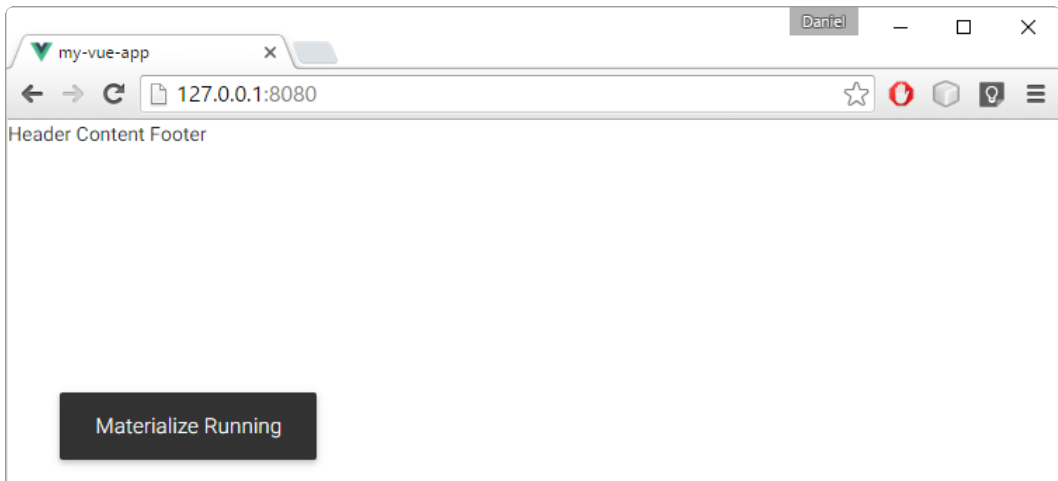 Daniel
my-vue-app
127.0.0.1:8080
Header Content Footer
Materialize Running